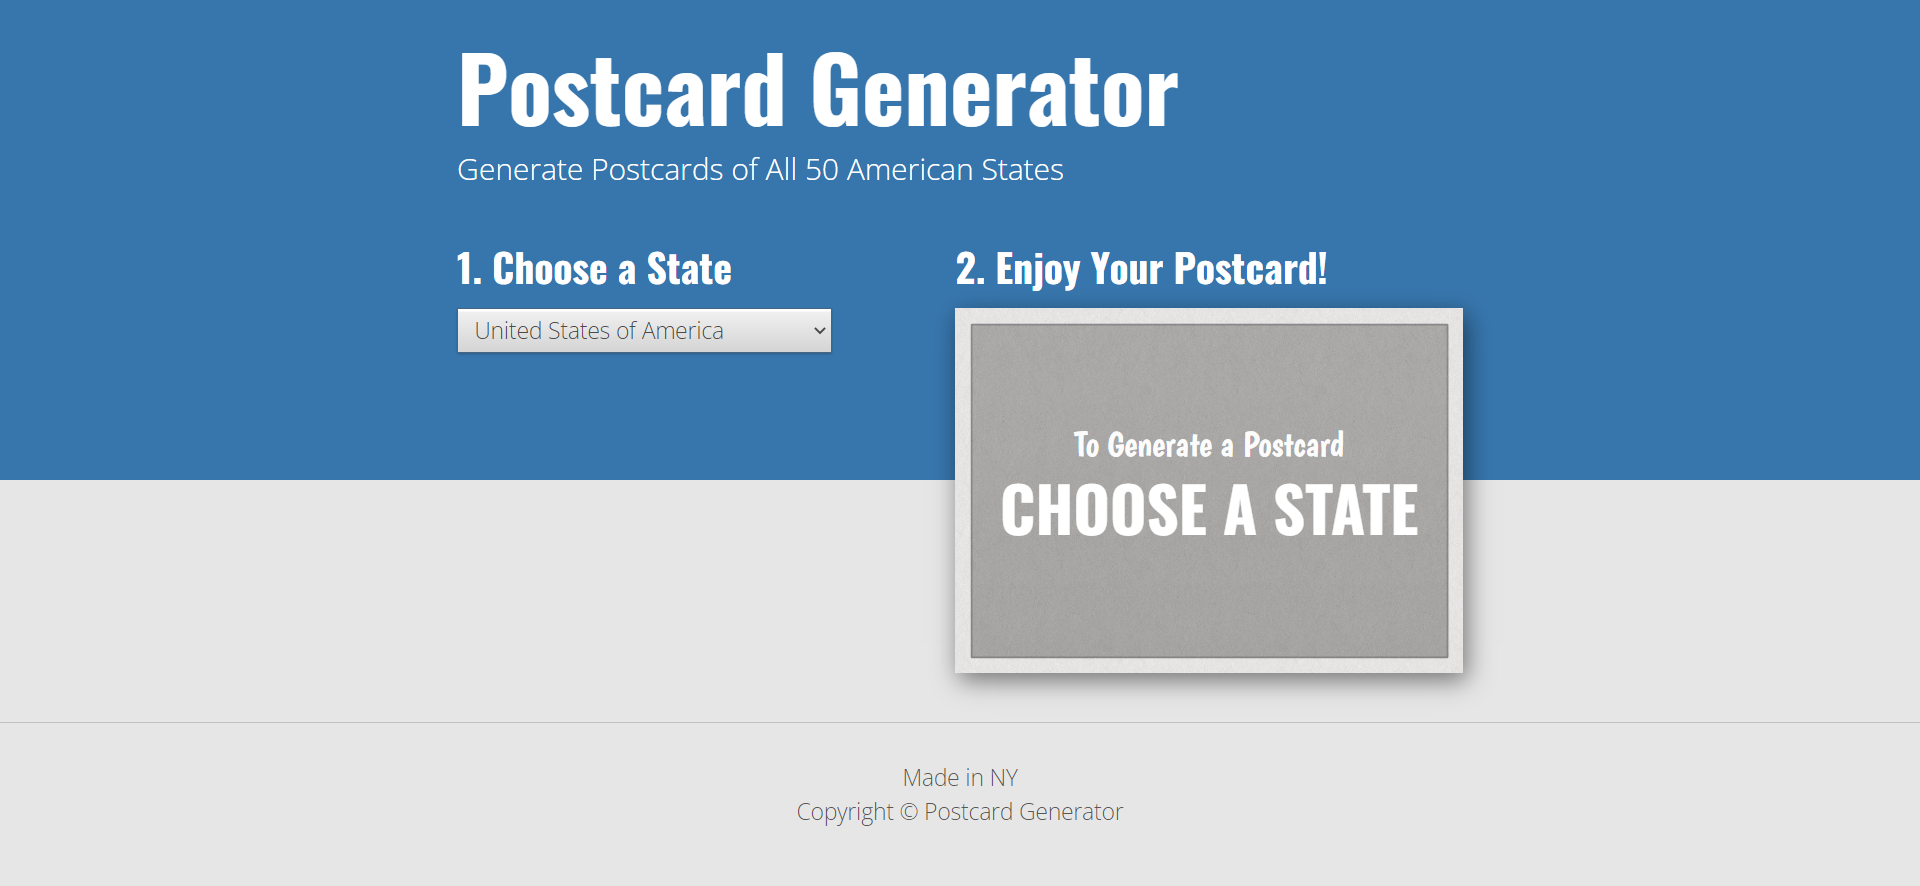 Postcard Generator
Generate Postcards of All 50 American States
1. Choose a State
United States of America
2. Enjoy Your Postcard!
To Generate a Postcard
CHOOSE A STATE
Made in NY
Copyright © Postcard Generator